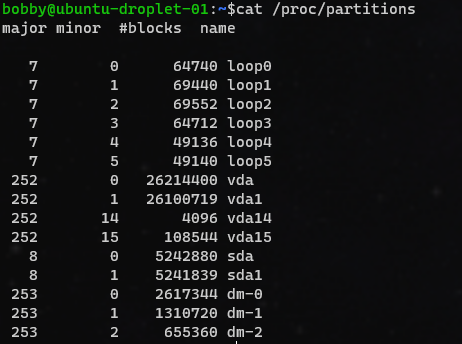 bobby@ubuntu-droplet-01:~$cat /proc/partitions
major minor  #blocks  name
7 0 64740 loop0
7 1 69440 loop1
7 2 69552 loop2
7 3 64712 loop3
7 4 49136 loop4
7 5 49140 loop5
252 0 26214400 vda
252 1 26100719 vda1
252 14 4096 vda14
252 15 108544 vda15
8 0 5242880 sda
8 1 5241839 sda1
253 0 2617344 dm-0
253 1 1310720 dm-1
253 2 655360 dm-2